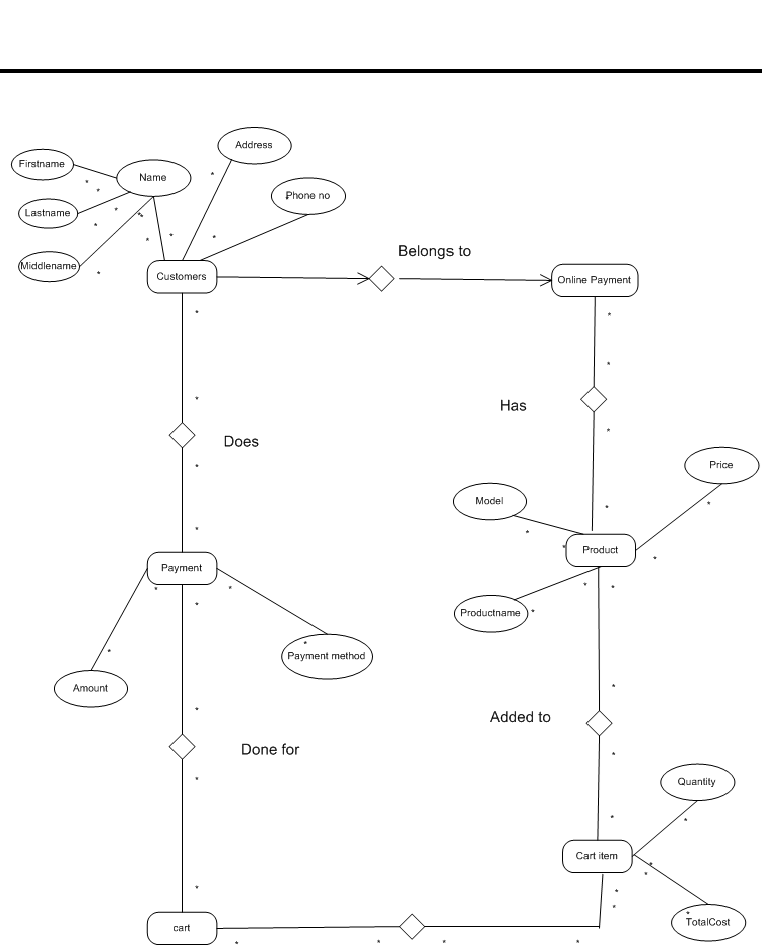 Address
Firstname
Name
Phone no
Lastname
Middlename
Customers
Belongs to
Online Payment
Has
Does
Price
Model
Product
Payment
Productname
Payment method
Amount
Added to
Done for
Quantity
Cart item
TotalCost
cart